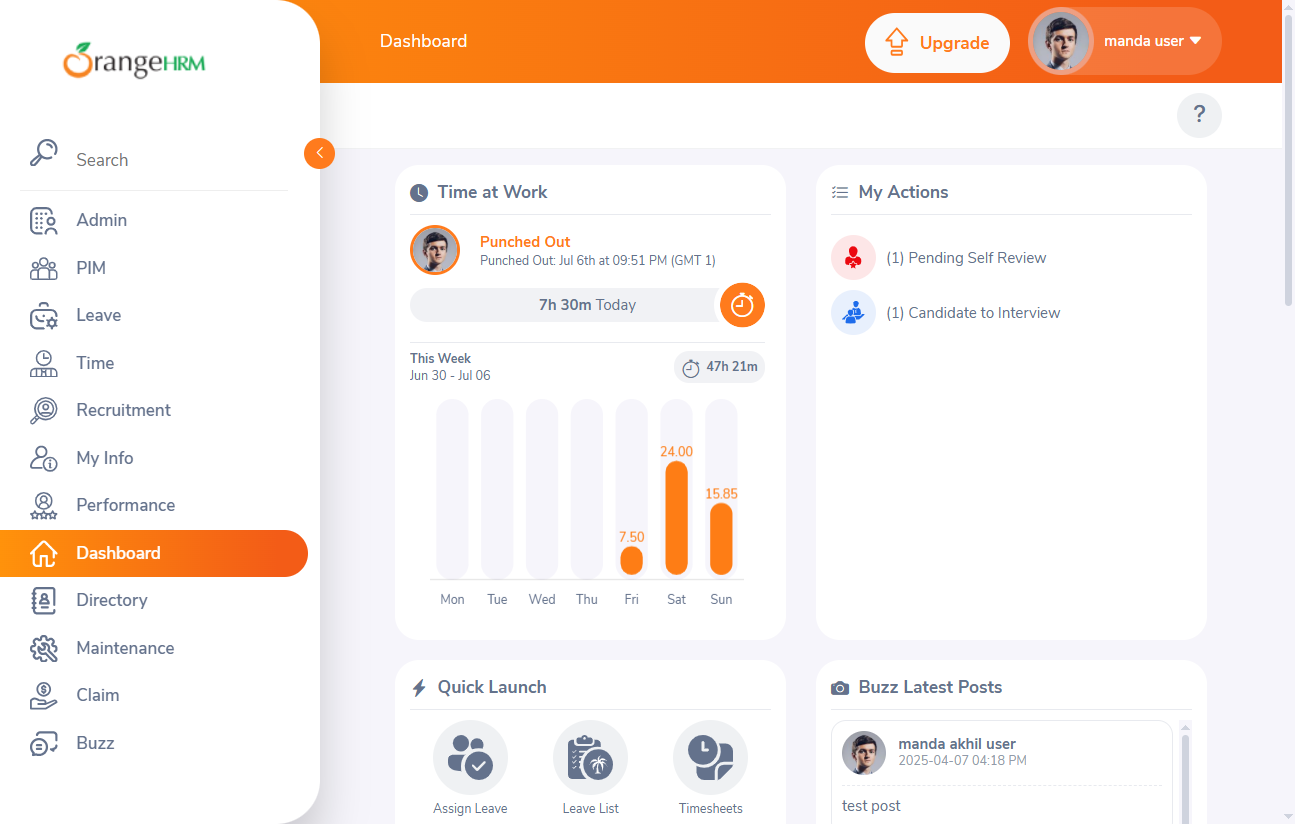 OrangeHRM
Dashboard
Upgrade
manda user
?
Search
Admin
PIM
Leave
Time
Recruitment
My Info
Performance
Dashboard
Directory
Maintenance
Claim
Buzz
Time at Work
Punched Out
Punched Out: Jul 6th at 09:51 PM (GMT 1)
7h 30m Today
This Week
Jun 30 - Jul 06
47h 21m
24.00
15.85
7.50
Mon Tue Wed Thu Fri Sat Sun
My Actions
(1) Pending Self Review
(1) Candidate to Interview
Quick Launch
Assign Leave
Leave List
Timesheets
Buzz Latest Posts
manda akhil user
2025-04-07 04:18 PM
test post